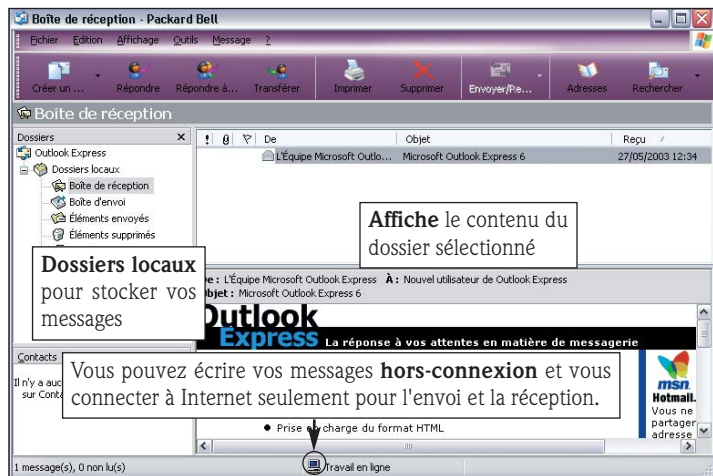 Boîte de réception - Packard Bell
Fichier Edition Affichage Outils Message ?
Créer un ... Répondre Répondre à... Transférer Imprimer Supprimer Envoyer/Re... Adresses Rechercher
Boîte de réception
Dossiers
! De Objet Reçu
Outlook Express
L'Équipe Microsoft Outlo... Microsoft Outlook Express 6 27/05/2003 12:34
Dossiers locaux
Boîte de réception
Boîte d'envoi
Éléments envoyés
Éléments supprimés
Affiche le contenu du
dossier sélectionné
Dossiers locaux
pour stocker vos
messages
De : L'Équipe Microsoft Outlook Express À : Nouvel utilisateur de Outlook Express
Objet : Microsoft Outlook Express 6
Outlook
Express
La réponse à vos attentes en matière de messagerie
Contacts
Il n'y a auc
sur Conta
Vous pouvez écrire vos messages hors-connexion et vous
connecter à Internet seulement pour l'envoi et la réception.
msn
Hotmail.
Vous ne
partager
adresse
Prise en charge du format HTML
1 message(s), 0 non lu(s)
Travail en ligne